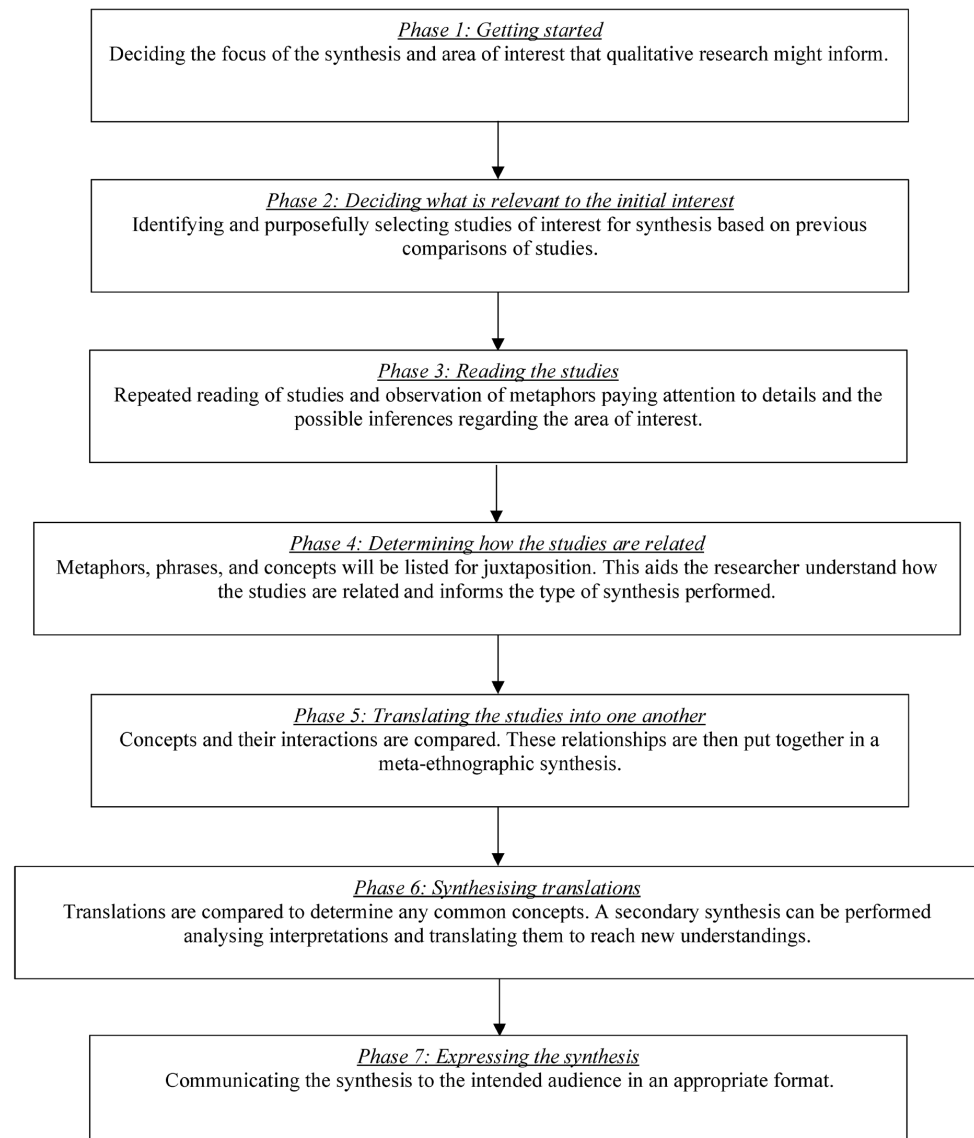 Phase 1: Getting started
Deciding the focus of the synthesis and area of interest that qualitative research might inform.
Phase 2: Deciding what is relevant to the initial interest
Identifying and purposefully selecting studies of interest for synthesis based on previous
comparisons of studies.
Phase 3: Reading the studies
Repeated reading of studies and observation of metaphors paying attention to details and the
possible inferences regarding the area of interest.
Phase 4: Determining how the studies are related
Metaphors, phrases, and concepts will be listed for juxtaposition. This aids the researcher understand how
the studies are related and informs the type of synthesis performed.
Phase 5: Translating the studies into one another
Concepts and their interactions are compared. These relationships are then put together in a
meta-ethnographic synthesis.
Phase 6: Synthesising translations
Translations are compared to determine any common concepts. A secondary synthesis can be performed
analysing interpretations and translating them to reach new understandings.
Phase 7: Expressing the synthesis
Communicating the synthesis to the intended audience in an appropriate format.